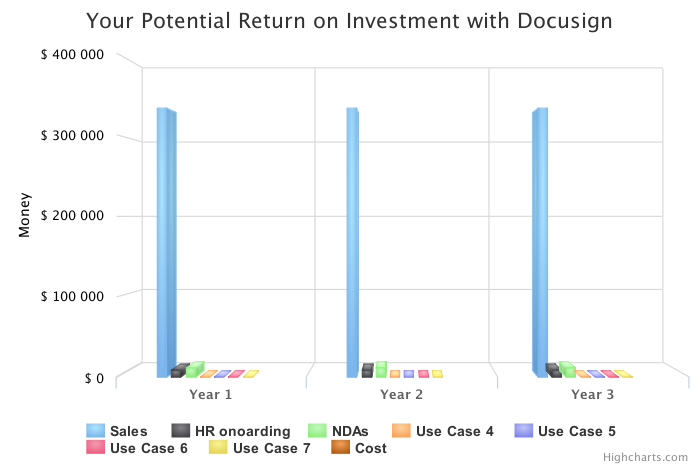 Your Potential Return on Investment with Docusign
$ 400 000
$ 300 000
$ 200 000
$ 100 000
$ 0
Money
Year 1 Year 2 Year 3
Sales HR onoarding NDAs Use Case 4 Use Case 5
Use Case 6 Use Case 7 Cost
Highcharts.com